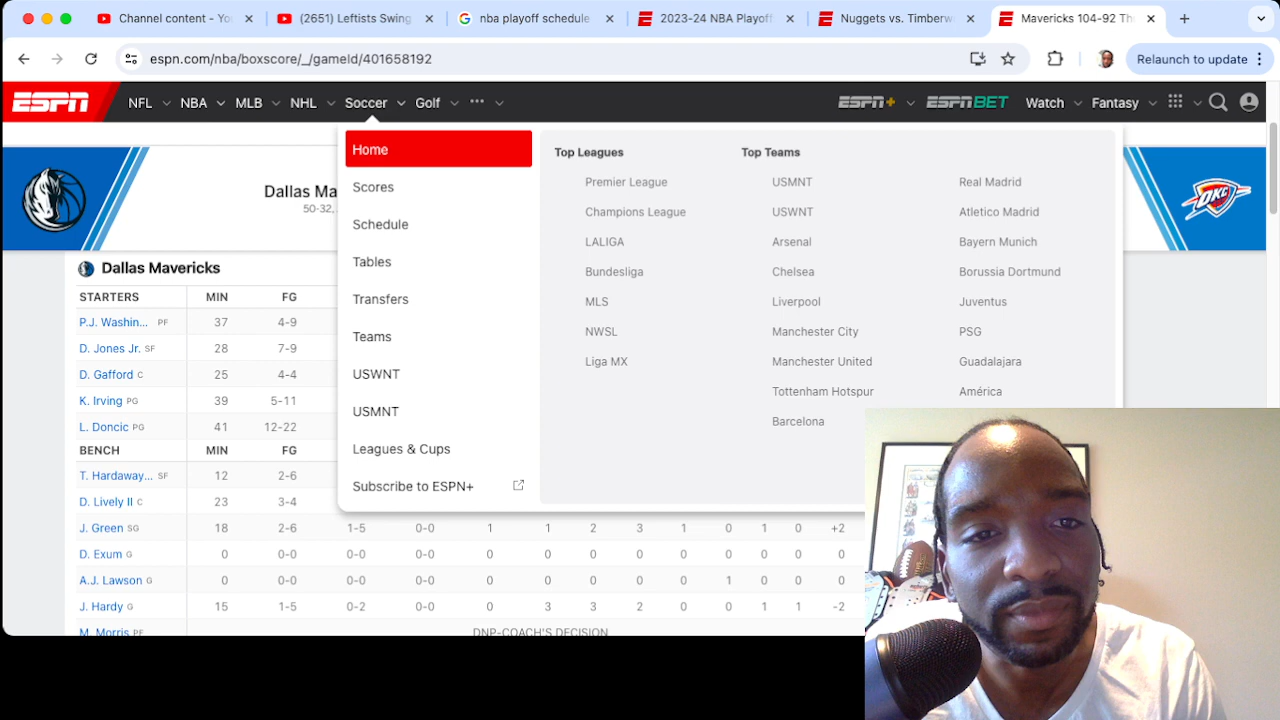 Channel content - Yo
(2651) Leftists Swing
nba playoff schedule
2023-24 NBA Playoff
Nuggets vs. Timberw
Mavericks 104-92 Th
espn.com/nba/boxscore/_/gameId/401658192
Relaunch to update
ESPN NFL NBA MLB NHL Soccer Golf ESPN+ ESPN BET Watch Fantasy
Dallas Ma
50-32,
OKC
Home
Scores
Schedule
Tables
Transfers
Teams
USWNT
USMNT
Leagues & Cups
Subscribe to ESPN+
Top Leagues
Premier League
Champions League
LALIGA
Bundesliga
MLS
NWSL
Liga MX
Top Teams
USMNT
USWNT
Arsenal
Chelsea
Liverpool
Manchester City
Manchester United
Tottenham Hotspur
Barcelona
Real Madrid
Atletico Madrid
Bayern Munich
Borussia Dortmund
Juventus
PSG
Guadalajara
América
Dallas Mavericks
STARTERS MIN FG
P.J. Washin... PF 37 4-9
D. Jones Jr. SF 28 7-9
D. Gafford C 25 4-4
K. Irving PG 39 5-11
L. Doncic PG 41 12-22
BENCH MIN FG
T. Hardaway... SF 12 2-6
D. Lively II C 23 3-4
J. Green SG 18 2-6 1-5 0-0 1 1 2 3 1 0 1 0 +2
D. Exum G 0 0-0 0-0 0-0 0 0 0 0 0 0 0 0 0
A.J. Lawson G 0 0-0 0-0 0-0 0 0 0 0 0 1 0 0 0
J. Hardy G 15 1-5 0-2 0-0 0 3 3 2 0 0 1 1 -2
M. Morris PF DNP-COACH'S DECISION